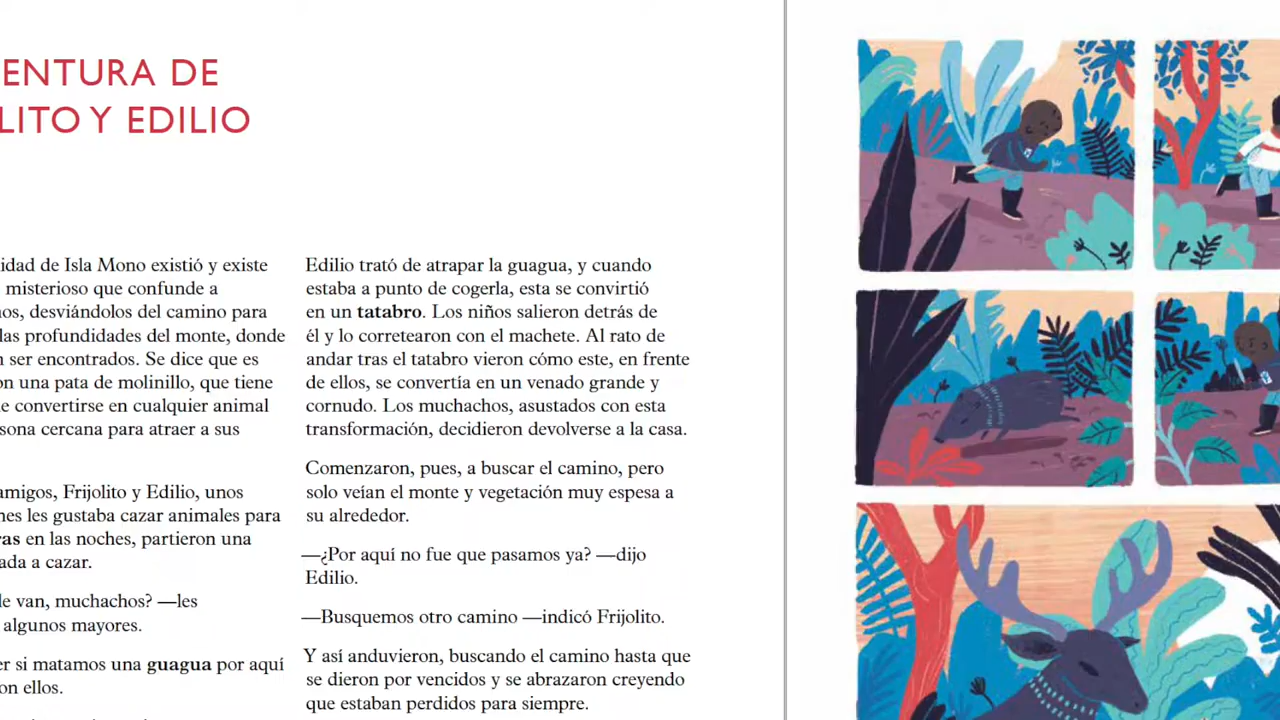 ENTURA DE
LITO Y EDILIO
idad de Isla Mono existió y existe
misterioso que confunde a
os, desviándolos del camino para
las profundidades del monte, donde
n ser encontrados. Se dice que es
on una pata de molinillo, que tiene
e convertirse en cualquier animal
sona cercana para atraer a sus
amigos, Frijolito y Edilio, unos
nes les gustaba cazar animales para
ras en las noches, partieron una
ada a cazar.
de van, muchachos? —les
algunos mayores.
er si matamos una guagua por aquí
on ellos.
Edilio trató de atrapar la guagua, y cuando
estaba a punto de cogerla, esta se convirtió
en un tatabro. Los niños salieron detrás de
él y lo corretearon con el machete. Al rato de
andar tras el tatabro vieron cómo este, en frente
de ellos, se convertía en un venado grande y
cornudo. Los muchachos, asustados con esta
transformación, decidieron devolverse a la casa.
Comenzaron, pues, a buscar el camino, pero
solo veían el monte y vegetación muy espesa a
su alrededor.
—¿Por aquí no fue que pasamos ya? —dijo
Edilio.
—Busquemos otro camino —indicó Frijolito.
Y así anduvieron, buscando el camino hasta que
se dieron por vencidos y se abrazaron creyendo
que estaban perdidos para siempre.